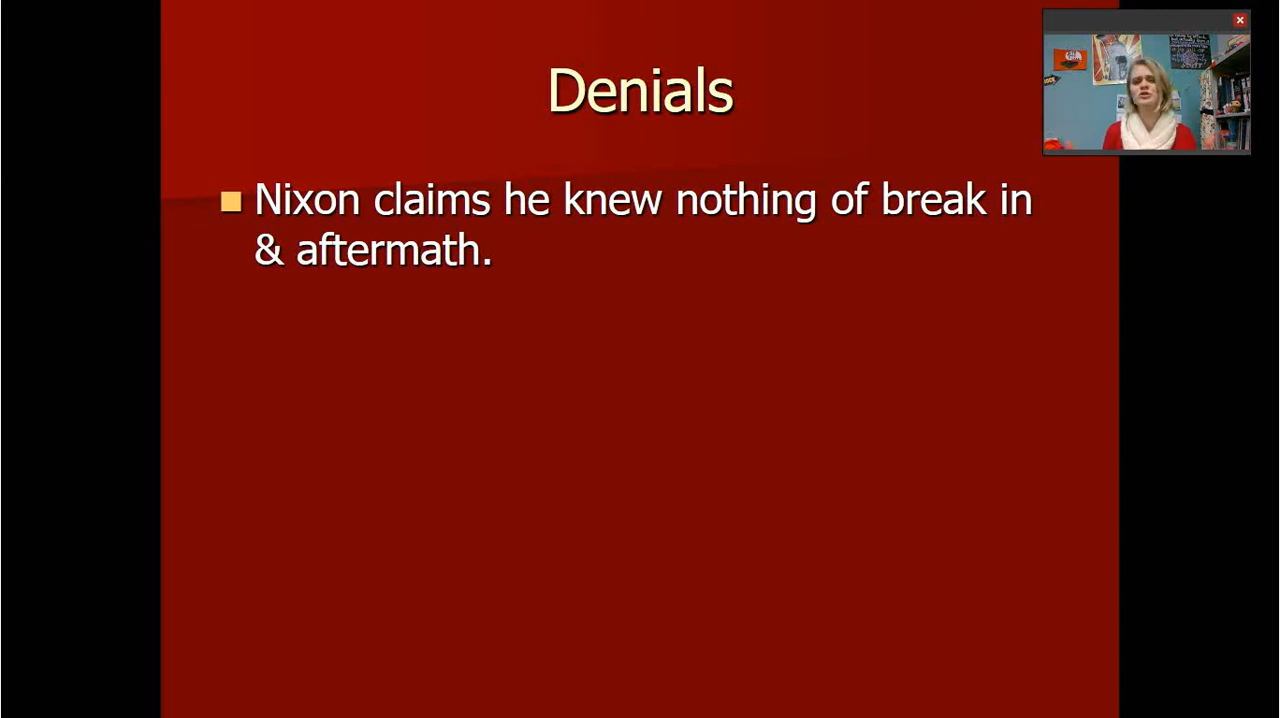 Denials
Nixon claims he knew nothing of break in
& aftermath.